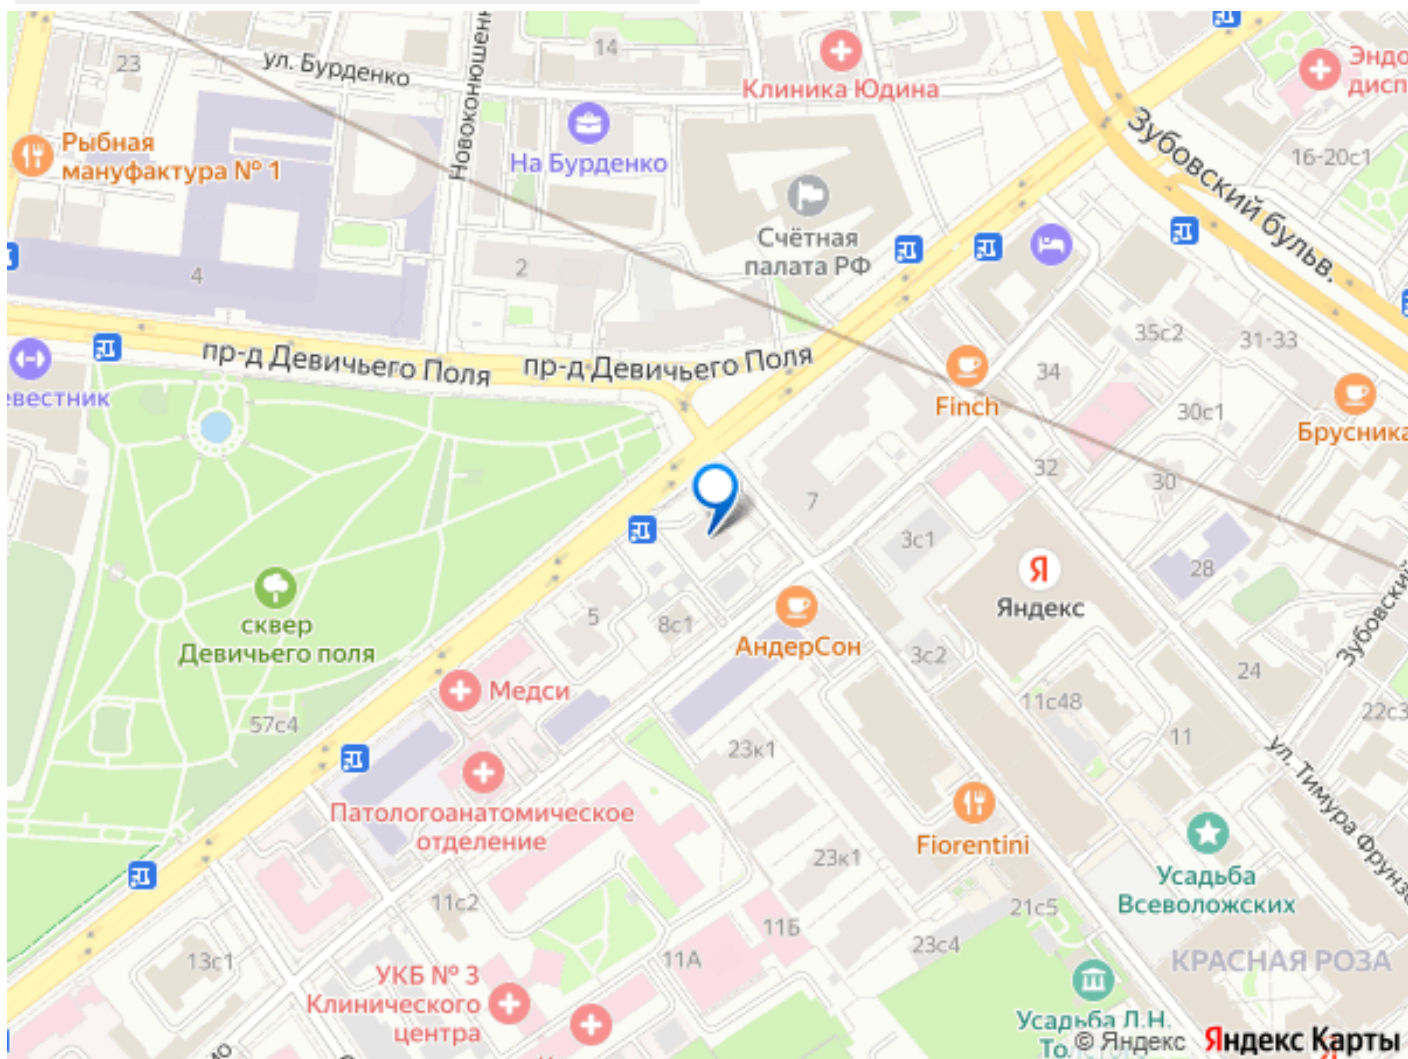 23
ул. Бурденко
Новоконюшен
14
Клиника Юдина
Эндо
дисп
Рыбная
мануфактура № 1
На Бурденко
Зубовский бульв.
16-20с1
Счётная
палата РФ
2
4
35с2
31-33
пр-д Девичьего Поля
пр-д Девичьего Поля
34
Finch
30с1
Брусника
евестник
32
30
7
3с1
28
Яндекс
сквер
Девичьего поля
5
8с1
АндерСон
3с2
Зубовский
24
Медси
57с4
11с48
22с3
23к1
11
ул. Тимура Фрунзе
Патологоанатомическое
отделение
Fiorentini
23к1
Усадьба
Всеволожских
11с2
21с5
11Б
23с4
13с1
11А
КРАСНАЯ РОЗА
УКБ № 3
Клинического
центра
Усадьба Л.Н.
© Яндекс Яндекс Карты